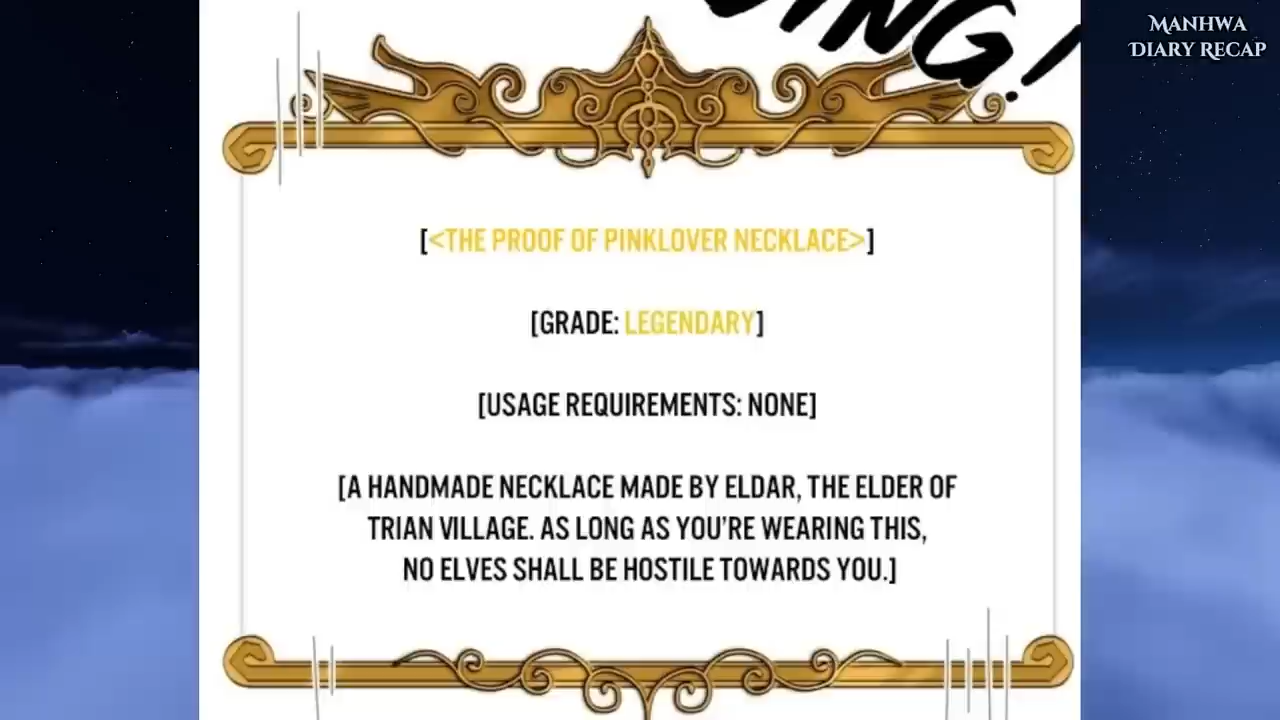 DING!
MANHWA
DIARY RECAP
[<THE PROOF OF PINKLOVER NECKLACE>]
[GRADE: LEGENDARY]
[USAGE REQUIREMENTS: NONE]
[A HANDMADE NECKLACE MADE BY ELDAR, THE ELDER OF
TRIAN VILLAGE. AS LONG AS YOU'RE WEARING THIS,
NO ELVES SHALL BE HOSTILE TOWARDS YOU.]